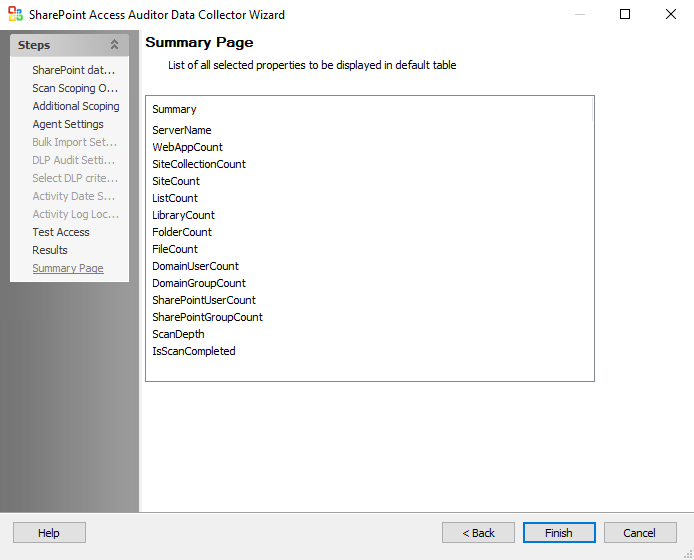 SharePoint Access Auditor Data Collector Wizard
Steps
SharePoint dat...
Scan Scoping O...
Additional Scoping
Agent Settings
Bulk Import Set...
DLP Audit Setti...
Select DLP crite...
Activity Date S...
Activity Log Loc...
Test Access
Results
Summary Page
Summary Page
List of all selected properties to be displayed in default table
Summary
ServerName
WebAppCount
SiteCollectionCount
SiteCount
ListCount
LibraryCount
FolderCount
FileCount
DomainUserCount
DomainGroupCount
SharePointUserCount
SharePointGroupCount
ScanDepth
IsScanCompleted
Help
< Back
Finish
Cancel